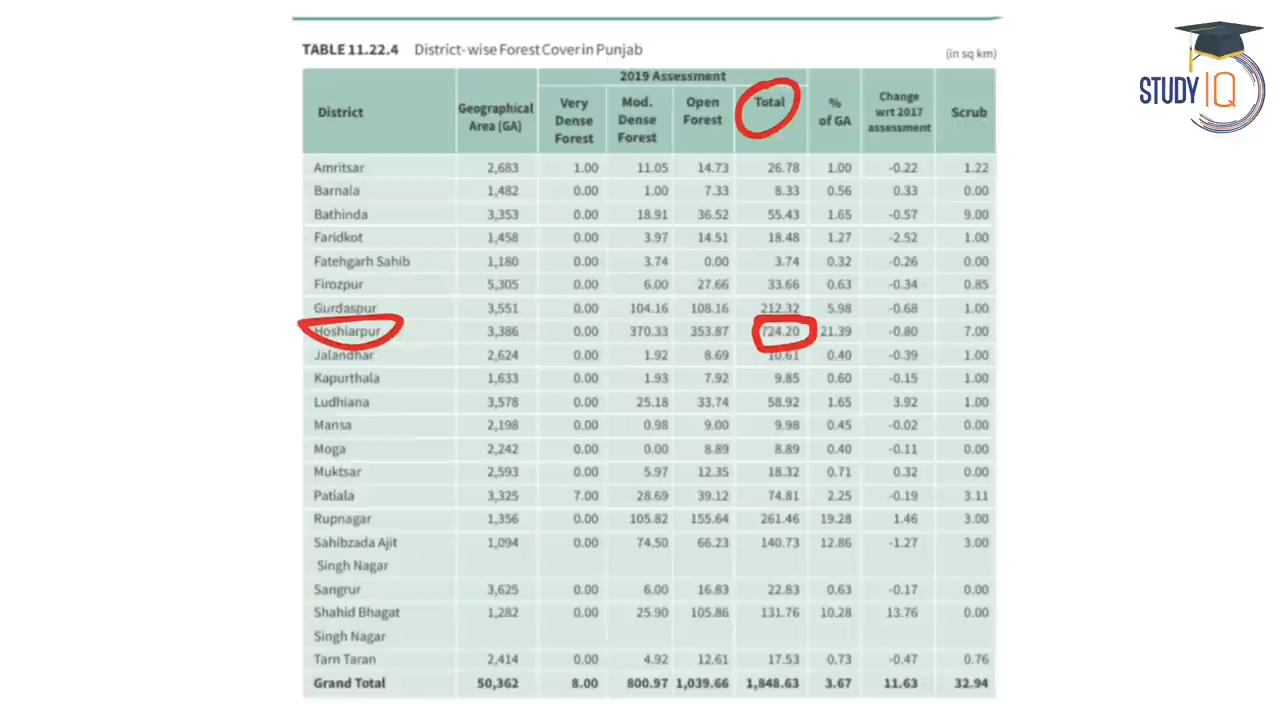 TABLE 11.22.4 District- wise Forest Cover in Punjab (in sq km)
STUDY IQ
2019 Assessment
District Geographical Area (GA) Very Dense Forest Mod. Dense Forest Open Forest Total % of GA Change wrt 2017 assessment Scrub
Amritsar 2,683 1.00 11.05 14.73 26.78 1.00 -0.22 1.22
Barnala 1,482 0.00 1.00 7.33 8.33 0.56 0.33 0.00
Bathinda 3,353 0.00 18.91 36.52 55.43 1.65 -0.57 9.00
Faridkot 1,458 0.00 3.97 14.51 18.48 1.27 -2.52 1.00
Fatehgarh Sahib 1,180 0.00 3.74 0.00 3.74 0.32 -0.26 0.00
Firozpur 5,305 0.00 6.00 27.66 33.66 0.63 -0.34 0.85
Gurdaspur 3,551 0.00 104.16 108.16 212.32 5.98 -0.68 1.00
Hoshiarpur 3,386 0.00 370.33 353.87 724.20 21.39 -0.80 7.00
Jalandhar 2,624 0.00 1.92 8.69 10.61 0.40 -0.39 1.00
Kapurthala 1,633 0.00 1.93 7.92 9.85 0.60 -0.15 1.00
Ludhiana 3,578 0.00 25.18 33.74 58.92 1.65 3.92 1.00
Mansa 2,198 0.00 0.98 9.00 9.98 0.45 -0.02 0.00
Moga 2,242 0.00 0.00 8.89 8.89 0.40 -0.11 0.00
Muktsar 2,593 0.00 5.97 12.35 18.32 0.71 0.32 0.00
Patiala 3,325 7.00 28.69 39.12 74.81 2.25 -0.19 3.11
Rupnagar 1,356 0.00 105.82 155.64 261.46 19.28 1.46 3.00
Sahibzada Ajit 1,094 0.00 74.50 66.23 140.73 12.86 -1.27 3.00
Singh Nagar
Sangrur 3,625 0.00 6.00 16.83 22.83 0.63 -0.17 0.00
Shahid Bhagat 1,282 0.00 25.90 105.86 131.76 10.28 13.76 0.00
Singh Nagar
Tarn Taran 2,414 0.00 4.92 12.61 17.53 0.73 -0.47 0.76
Grand Total 50,362 8.00 800.97 1,039.66 1,848.63 3.67 11.63 32.94